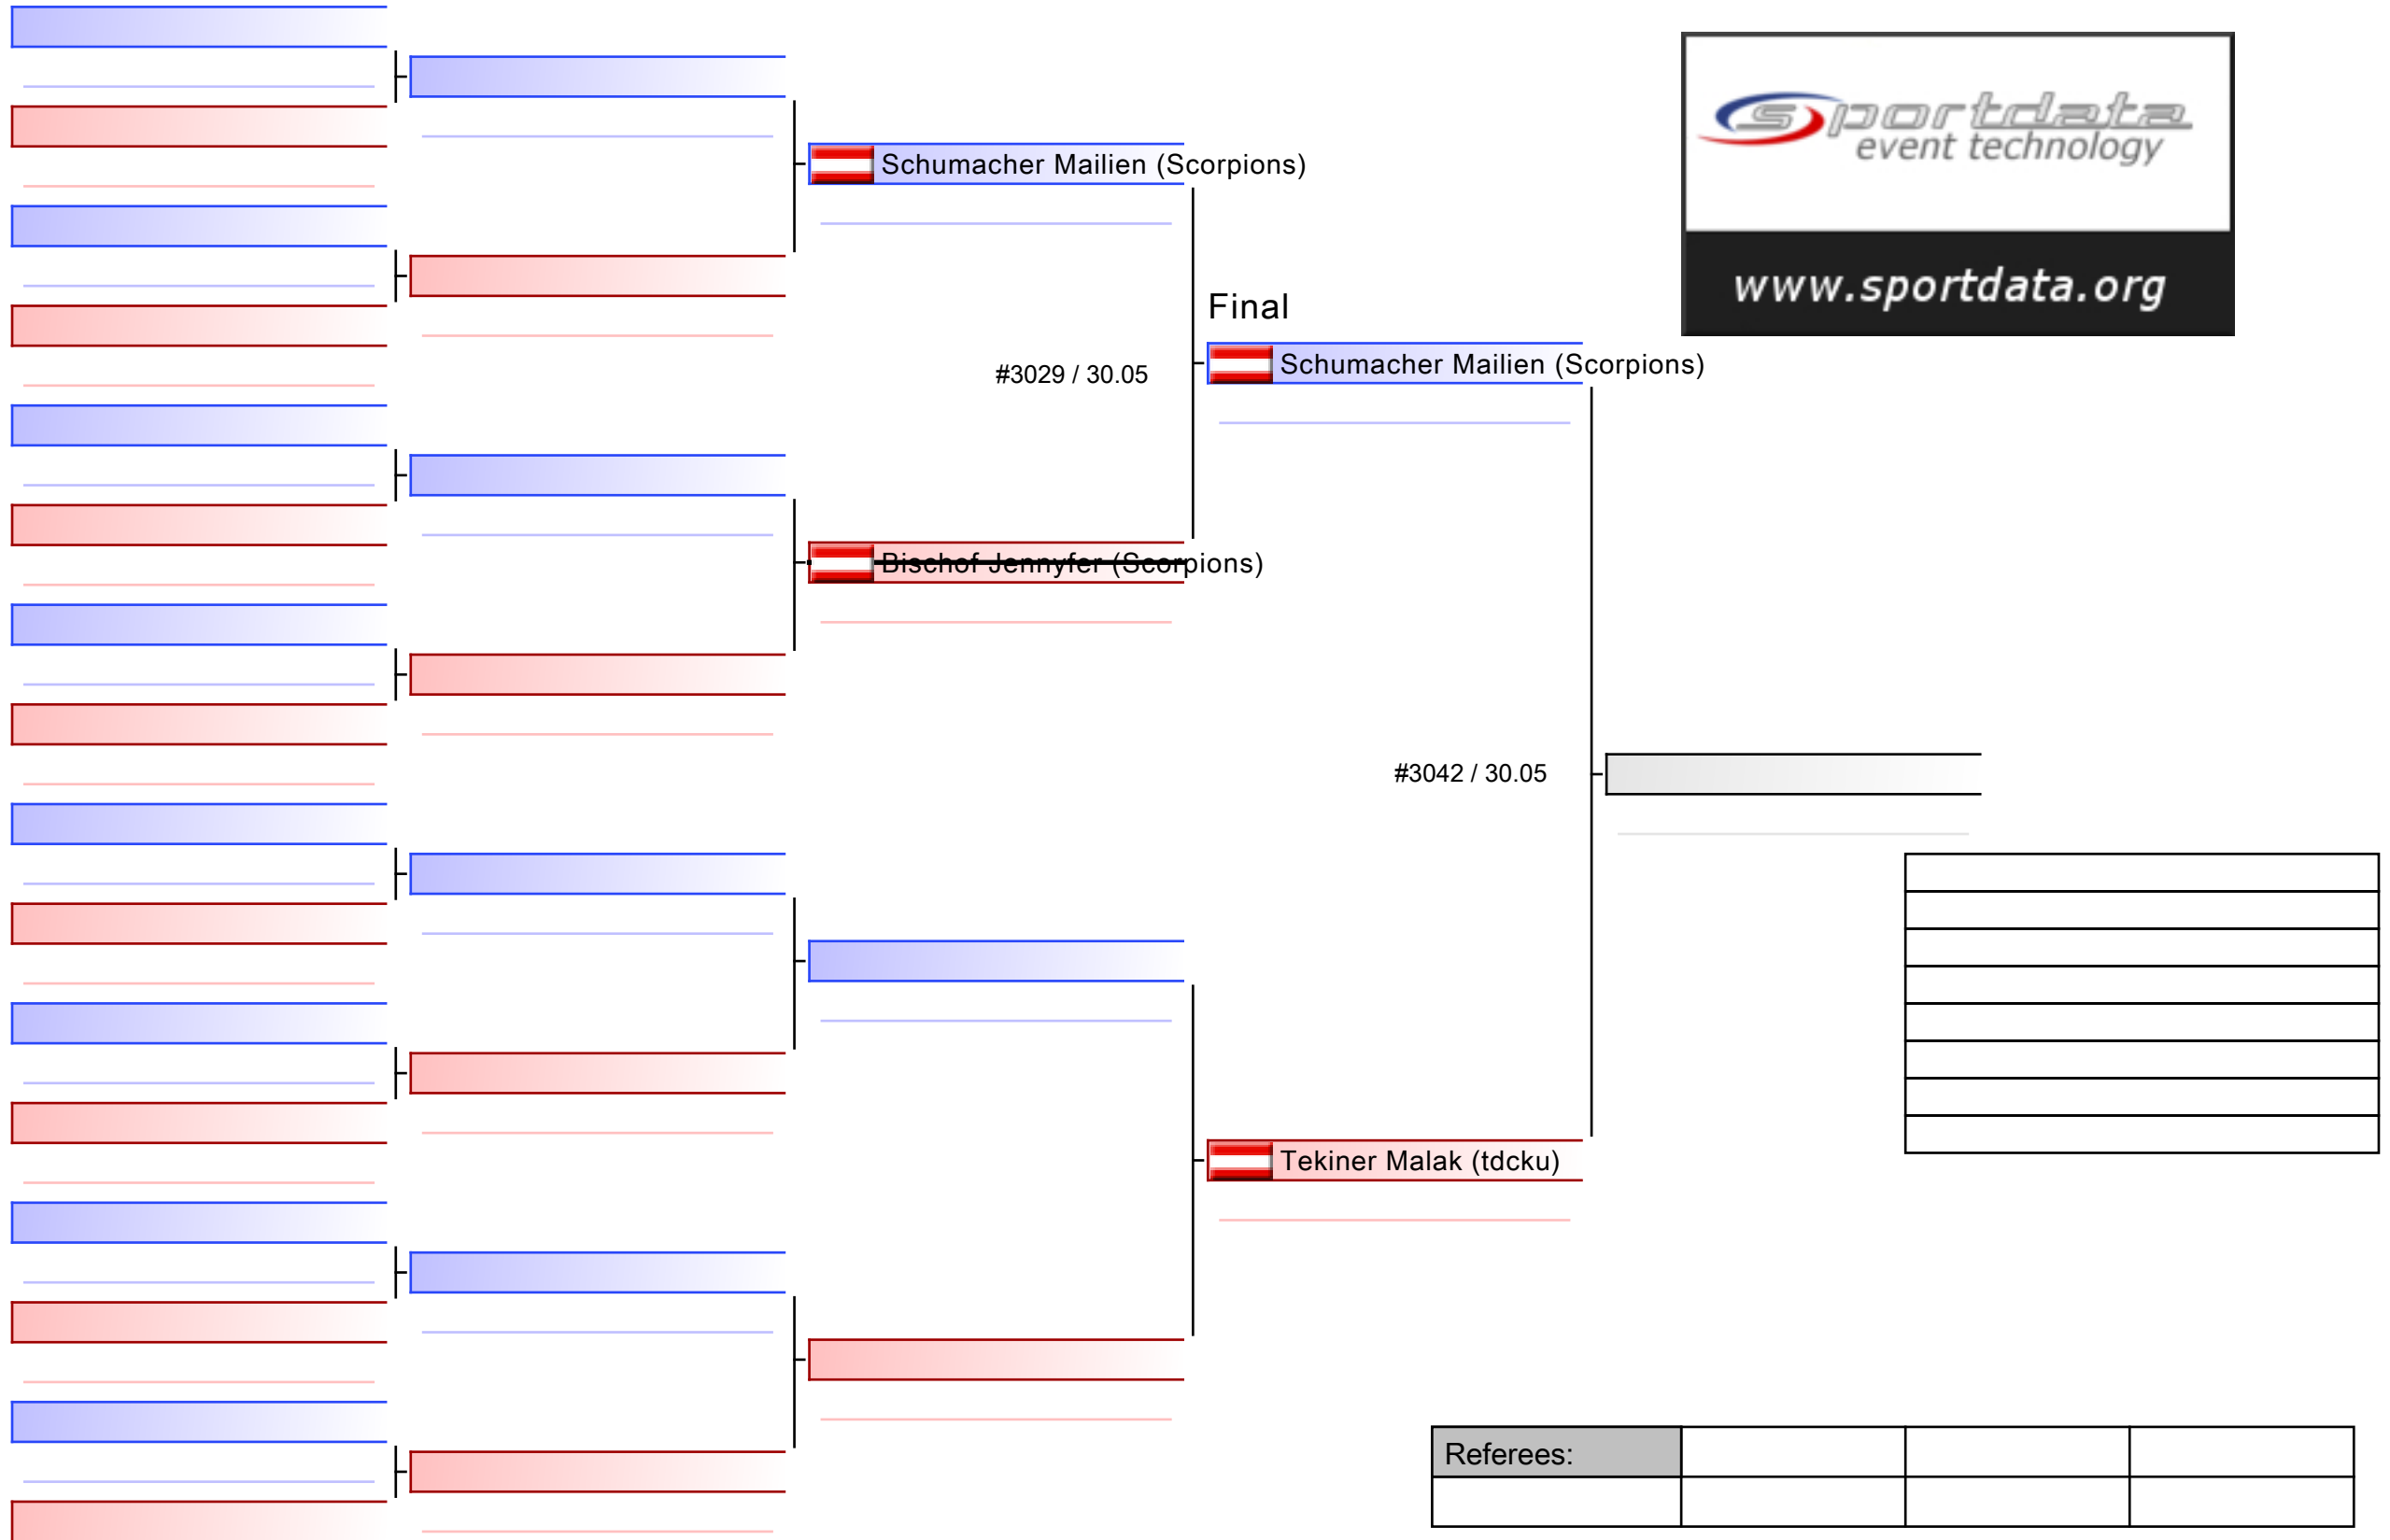 sportdata
event technology
www.sportdata.org
Schumacher Mailien (Scorpions)
Final
Schumacher Mailien (Scorpions)
#3029 / 30.05
Bischof Jennyfer (Scorpions)
#3042 / 30.05
Tekiner Malak (tdcku)
Referees: